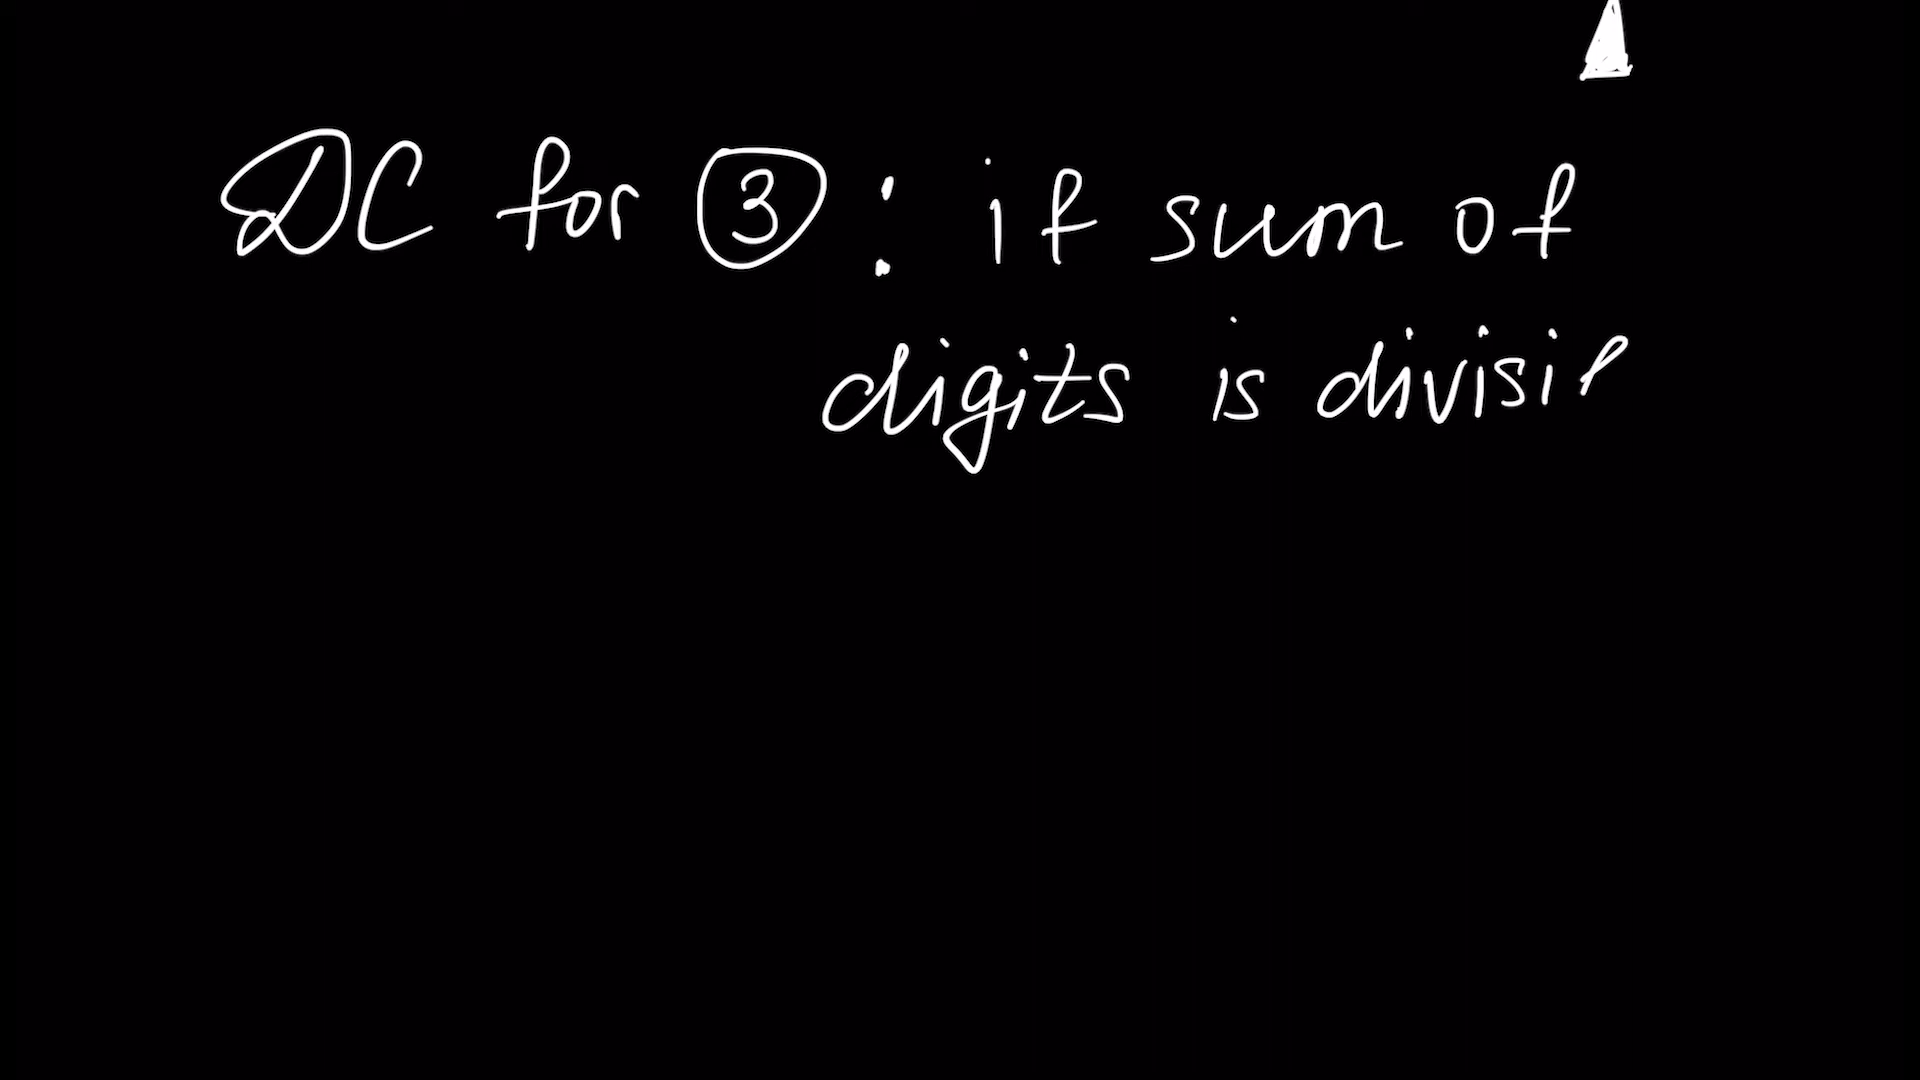 DC for 3 : if sum of
digits is divisi